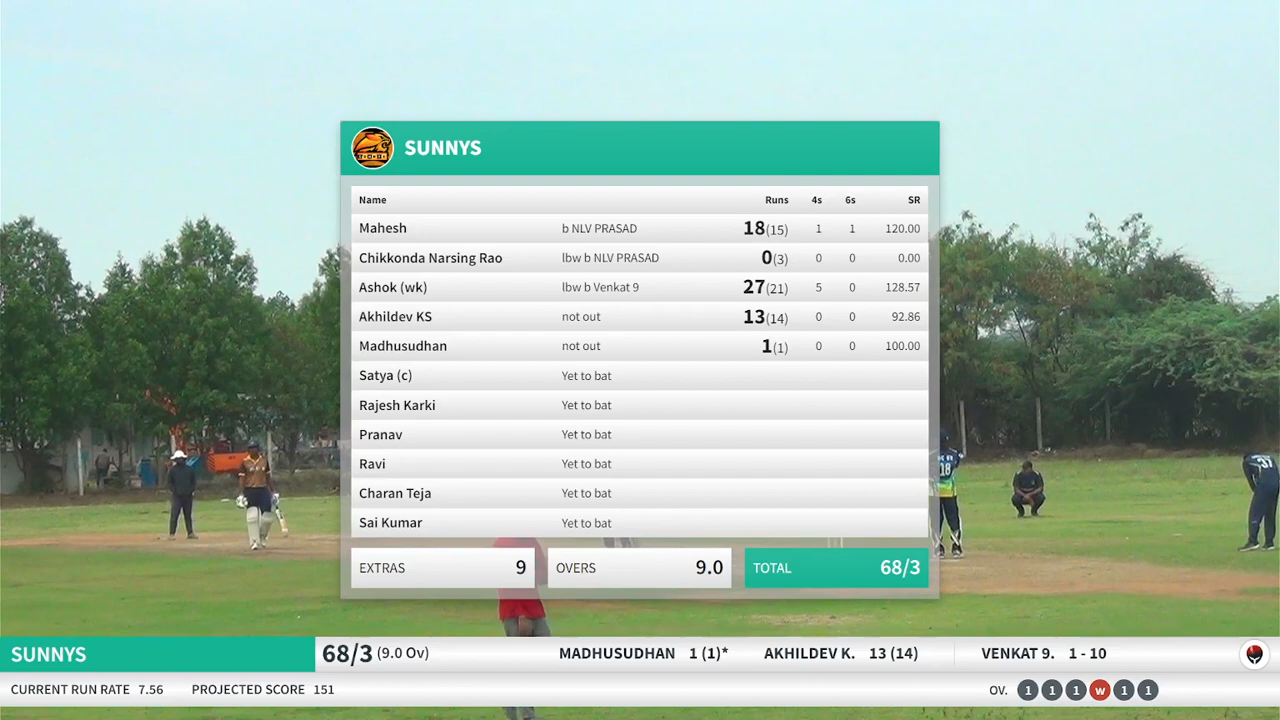 SUNNYS
Name Runs 4s 6s SR
Mahesh b NLV PRASAD 18(15) 1 1 120.00
Chikkonda Narsing Rao lbw b NLV PRASAD 0(3) 0 0 0.00
Ashok (wk) lbw b Venkat 9 27(21) 5 0 128.57
Akhildev KS not out 13(14) 0 0 92.86
Madhusudhan not out 1(1) 0 0 100.00
Satya (c) Yet to bat
Rajesh Karki Yet to bat
Pranav Yet to bat
Ravi Yet to bat
Charan Teja Yet to bat
Sai Kumar Yet to bat
EXTRAS 9 OVERS 9.0 TOTAL 68/3
18
37
SUNNYS 68/3 (9.0 Ov) MADHUSUDHAN 1 (1)* AKHILDEV K. 13 (14) VENKAT 9. 1 - 10
CURRENT RUN RATE 7.56 PROJECTED SCORE 151 OV. 1 1 1 W 1 1